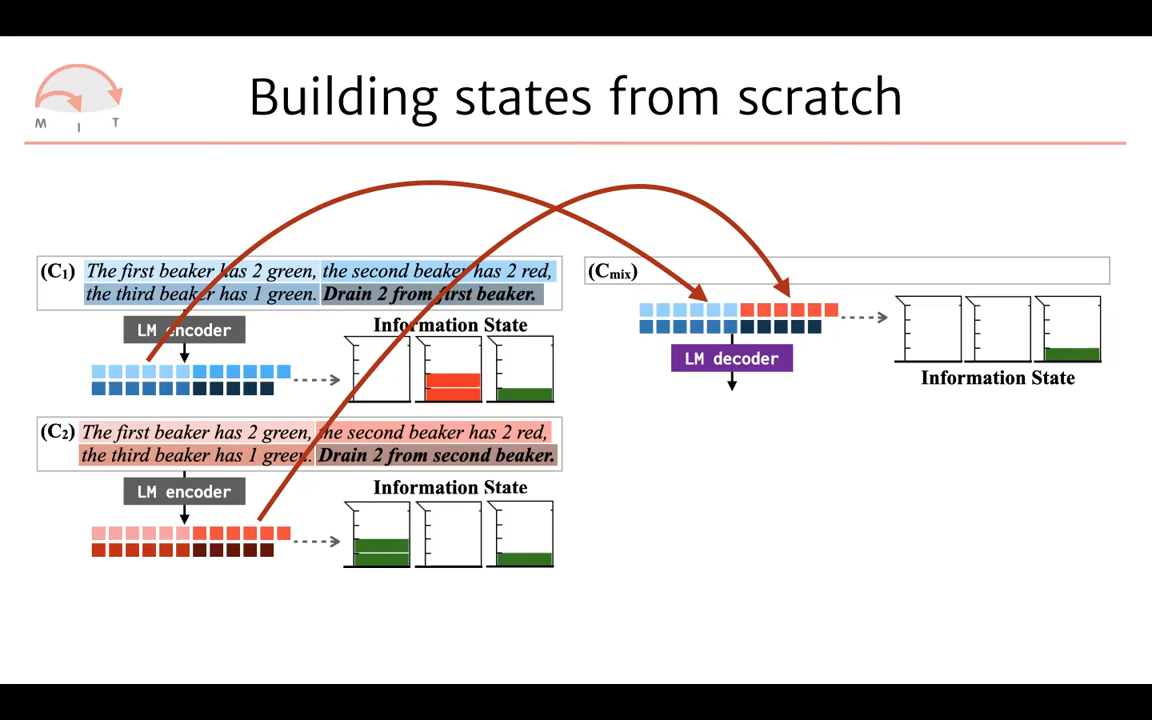 M I T
Building states from scratch
(C1) The first beaker has 2 green, the second beaker has 2 red,
the third beaker has 1 green. Drain 2 from first beaker.
LM encoder
Information State
(C2) The first beaker has 2 green, the second beaker has 2 red,
the third beaker has 1 green. Drain 2 from second beaker.
LM encoder
Information State
(Cmix)
LM decoder
Information State